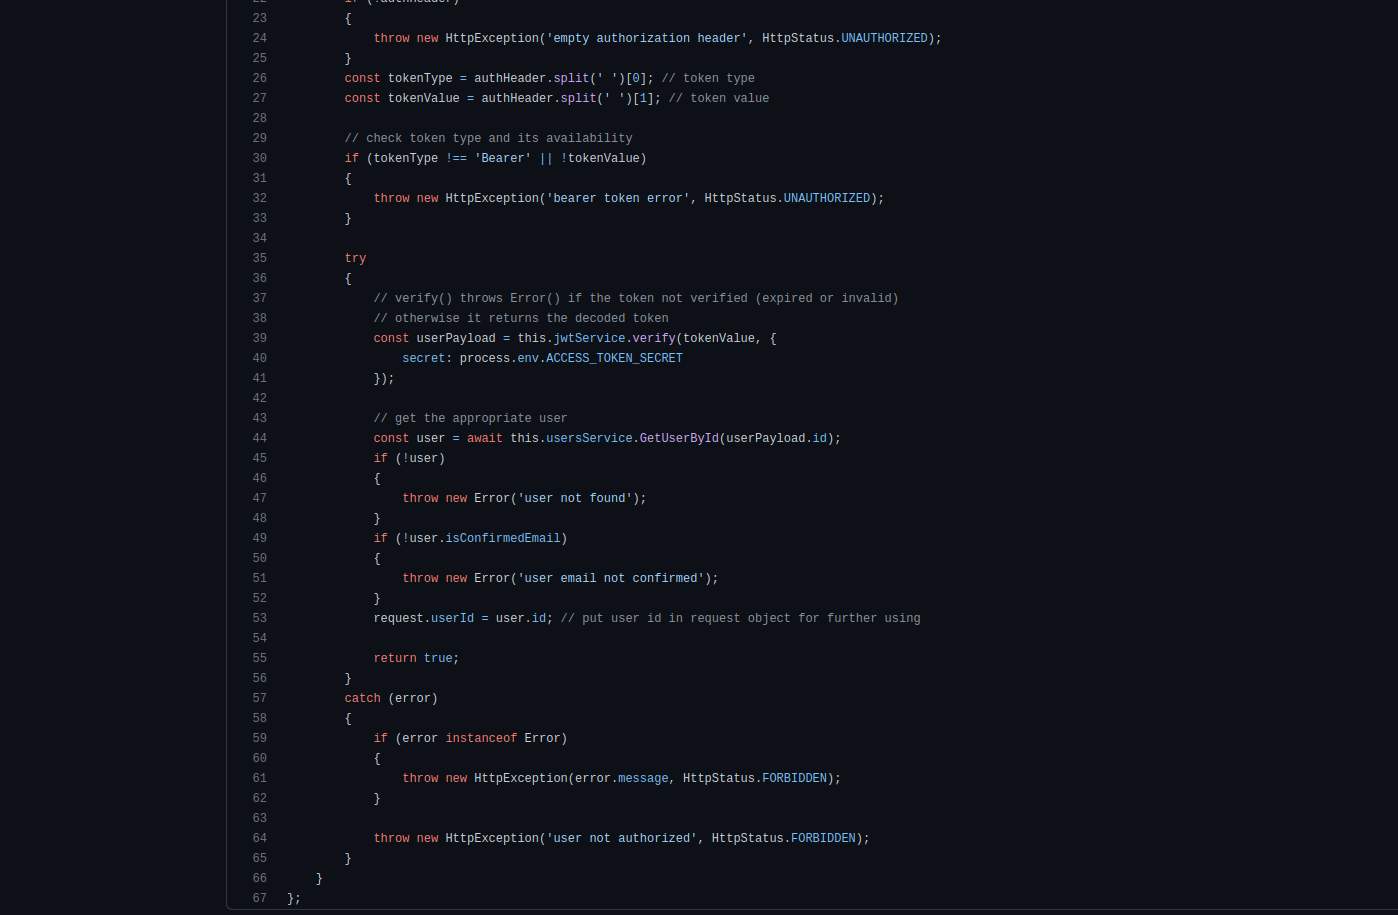 22 if (!authHeader)
23 {
24 throw new HttpException('empty authorization header', HttpStatus.UNAUTHORIZED);
25 }
26 const tokenType = authHeader.split(' ')[0]; // token type
27 const tokenValue = authHeader.split(' ')[1]; // token value
28
29 // check token type and its availability
30 if (tokenType !== 'Bearer' || !tokenValue)
31 {
32 throw new HttpException('bearer token error', HttpStatus.UNAUTHORIZED);
33 }
34
35 try
36 {
37 // verify() throws Error() if the token not verified (expired or invalid)
38 // otherwise it returns the decoded token
39 const userPayload = this.jwtService.verify(tokenValue, {
40 secret: process.env.ACCESS_TOKEN_SECRET
41 });
42
43 // get the appropriate user
44 const user = await this.usersService.GetUserById(userPayload.id);
45 if (!user)
46 {
47 throw new Error('user not found');
48 }
49 if (!user.isConfirmedEmail)
50 {
51 throw new Error('user email not confirmed');
52 }
53 request.userId = user.id; // put user id in request object for further using
54
55 return true;
56 }
57 catch (error)
58 {
59 if (error instanceof Error)
60 {
61 throw new HttpException(error.message, HttpStatus.FORBIDDEN);
62 }
63
64 throw new HttpException('user not authorized', HttpStatus.FORBIDDEN);
65 }
66 }
67 };